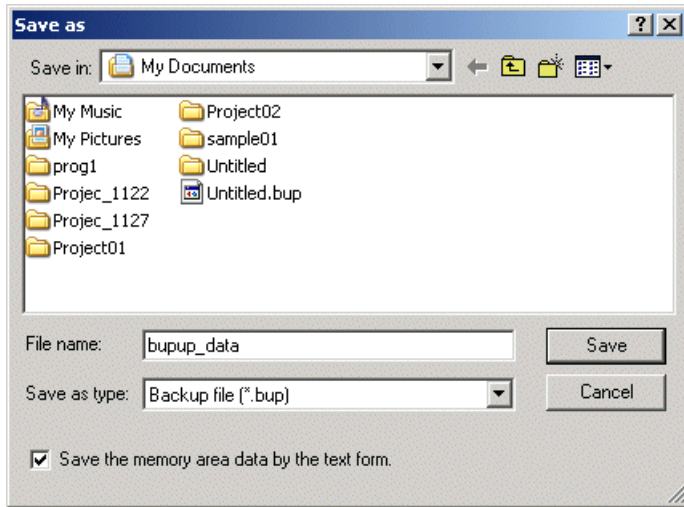 Save as
Save in: My Documents
My Music
My Pictures
prog1
Projec_1122
Projec_1127
Project01
Project02
sample01
Untitled
Untitled.bup
File name: bupup_data
Save
Save as type: Backup file (*.bup)
Cancel
Save the memory area data by the text form.